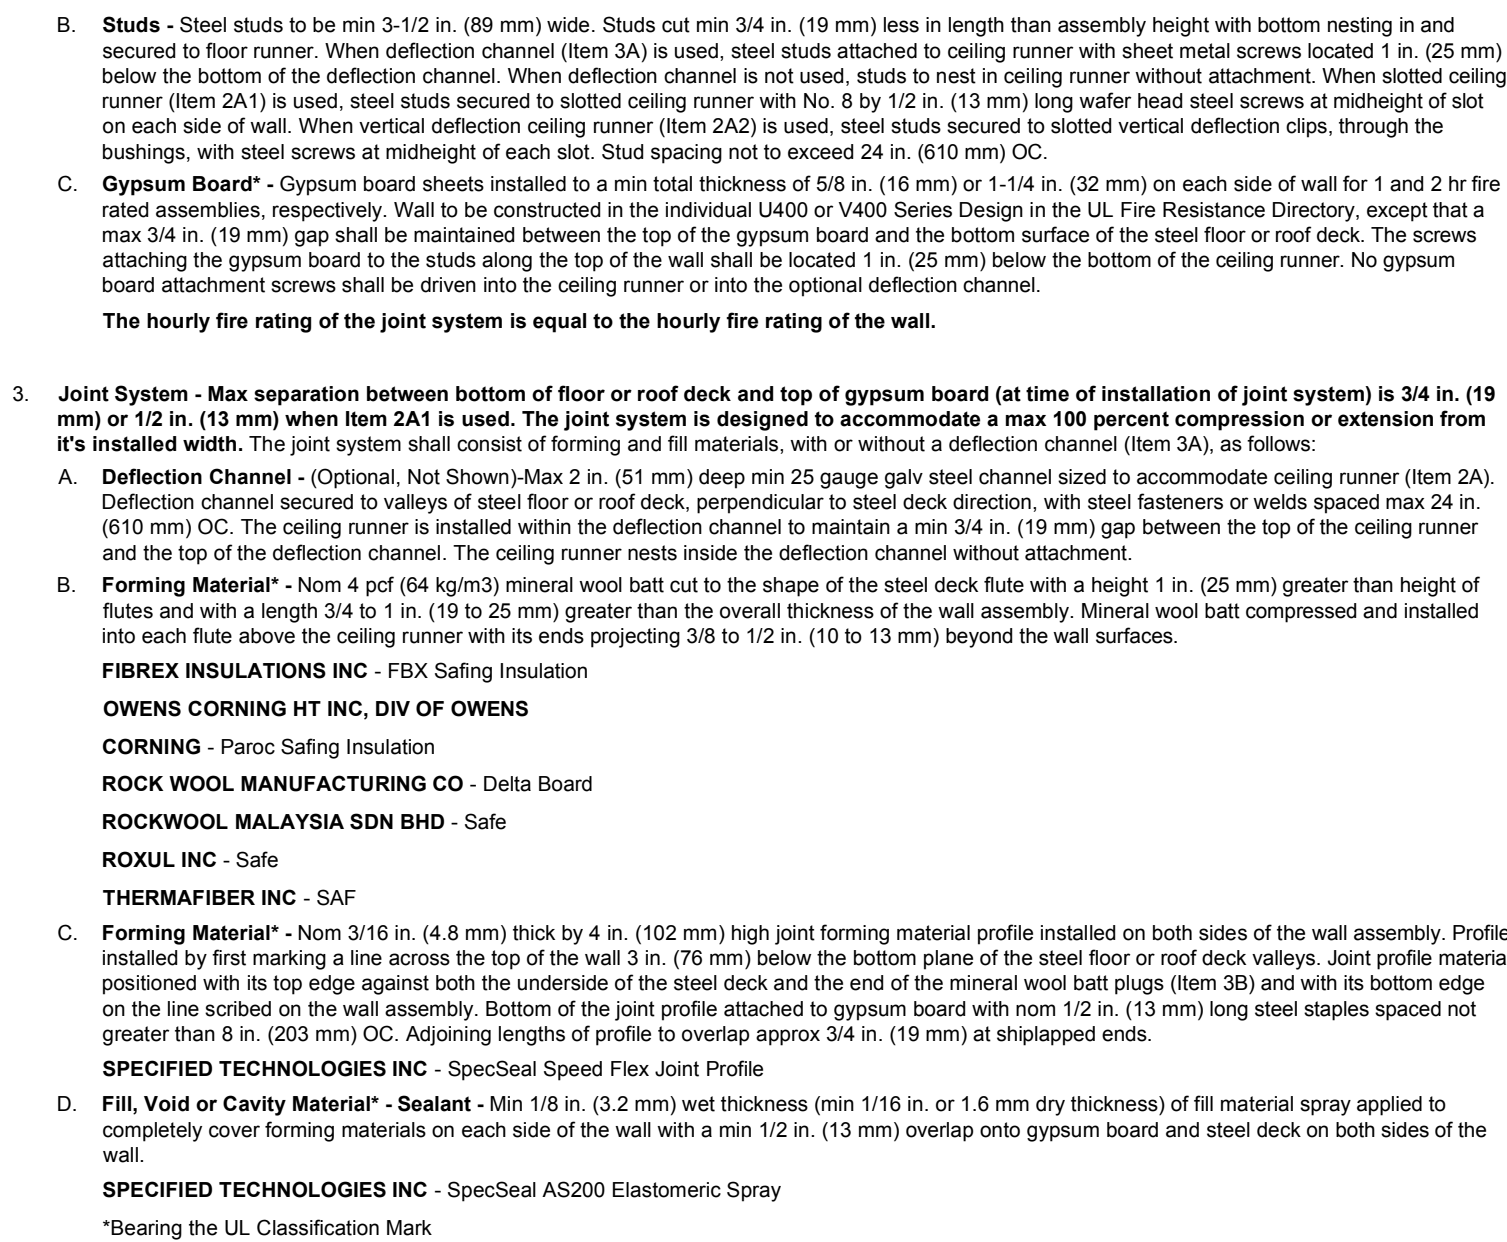 B. Studs - Steel studs to be min 3-1/2 in. (89 mm) wide. Studs cut min 3/4 in. (19 mm) less in length than assembly height with bottom nesting in and
secured to floor runner. When deflection channel (Item 3A) is used, steel studs attached to ceiling runner with sheet metal screws located 1 in. (25 mm)
below the bottom of the deflection channel. When deflection channel is not used, studs to nest in ceiling runner without attachment. When slotted ceiling
runner (Item 2A1) is used, steel studs secured to slotted ceiling runner with No. 8 by 1/2 in. (13 mm) long wafer head steel screws at midheight of slot
on each side of wall. When vertical deflection ceiling runner (Item 2A2) is used, steel studs secured to slotted vertical deflection clips, through the
bushings, with steel screws at midheight of each slot. Stud spacing not to exceed 24 in. (610 mm) OC.
C. Gypsum Board* - Gypsum board sheets installed to a min total thickness of 5/8 in. (16 mm) or 1-1/4 in. (32 mm) on each side of wall for 1 and 2 hr fire
rated assemblies, respectively. Wall to be constructed in the individual U400 or V400 Series Design in the UL Fire Resistance Directory, except that a
max 3/4 in. (19 mm) gap shall be maintained between the top of the gypsum board and the bottom surface of the steel floor or roof deck. The screws
attaching the gypsum board to the studs along the top of the wall shall be located 1 in. (25 mm) below the bottom of the ceiling runner. No gypsum
board attachment screws shall be driven into the ceiling runner or into the optional deflection channel.
The hourly fire rating of the joint system is equal to the hourly fire rating of the wall.
3. Joint System - Max separation between bottom of floor or roof deck and top of gypsum board (at time of installation of joint system) is 3/4 in. (19
mm) or 1/2 in. (13 mm) when Item 2A1 is used. The joint system is designed to accommodate a max 100 percent compression or extension from
it's installed width. The joint system shall consist of forming and fill materials, with or without a deflection channel (Item 3A), as follows:
A. Deflection Channel - (Optional, Not Shown)-Max 2 in. (51 mm) deep min 25 gauge galv steel channel sized to accommodate ceiling runner (Item 2A).
Deflection channel secured to valleys of steel floor or roof deck, perpendicular to steel deck direction, with steel fasteners or welds spaced max 24 in.
(610 mm) OC. The ceiling runner is installed within the deflection channel to maintain a min 3/4 in. (19 mm) gap between the top of the ceiling runner
and the top of the deflection channel. The ceiling runner nests inside the deflection channel without attachment.
B. Forming Material* - Nom 4 pcf (64 kg/m3) mineral wool batt cut to the shape of the steel deck flute with a height 1 in. (25 mm) greater than height of
flutes and with a length 3/4 to 1 in. (19 to 25 mm) greater than the overall thickness of the wall assembly. Mineral wool batt compressed and installed
into each flute above the ceiling runner with its ends projecting 3/8 to 1/2 in. (10 to 13 mm) beyond the wall surfaces.
FIBREX INSULATIONS INC - FBX Safing Insulation
OWENS CORNING HT INC, DIV OF OWENS
CORNING - Paroc Safing Insulation
ROCK WOOL MANUFACTURING CO - Delta Board
ROCKWOOL MALAYSIA SDN BHD - Safe
ROXUL INC - Safe
THERMAFIBER INC - SAF
C. Forming Material* - Nom 3/16 in. (4.8 mm) thick by 4 in. (102 mm) high joint forming material profile installed on both sides of the wall assembly. Profile
installed by first marking a line across the top of the wall 3 in. (76 mm) below the bottom plane of the steel floor or roof deck valleys. Joint profile materia
positioned with its top edge against both the underside of the steel deck and the end of the mineral wool batt plugs (Item 3B) and with its bottom edge
on the line scribed on the wall assembly. Bottom of the joint profile attached to gypsum board with nom 1/2 in. (13 mm) long steel staples spaced not
greater than 8 in. (203 mm) OC. Adjoining lengths of profile to overlap approx 3/4 in. (19 mm) at shiplapped ends.
SPECIFIED TECHNOLOGIES INC - SpecSeal Speed Flex Joint Profile
D. Fill, Void or Cavity Material* - Sealant - Min 1/8 in. (3.2 mm) wet thickness (min 1/16 in. or 1.6 mm dry thickness) of fill material spray applied to
completely cover forming materials on each side of the wall with a min 1/2 in. (13 mm) overlap onto gypsum board and steel deck on both sides of the
wall.
SPECIFIED TECHNOLOGIES INC - SpecSeal AS200 Elastomeric Spray
*Bearing the UL Classification Mark